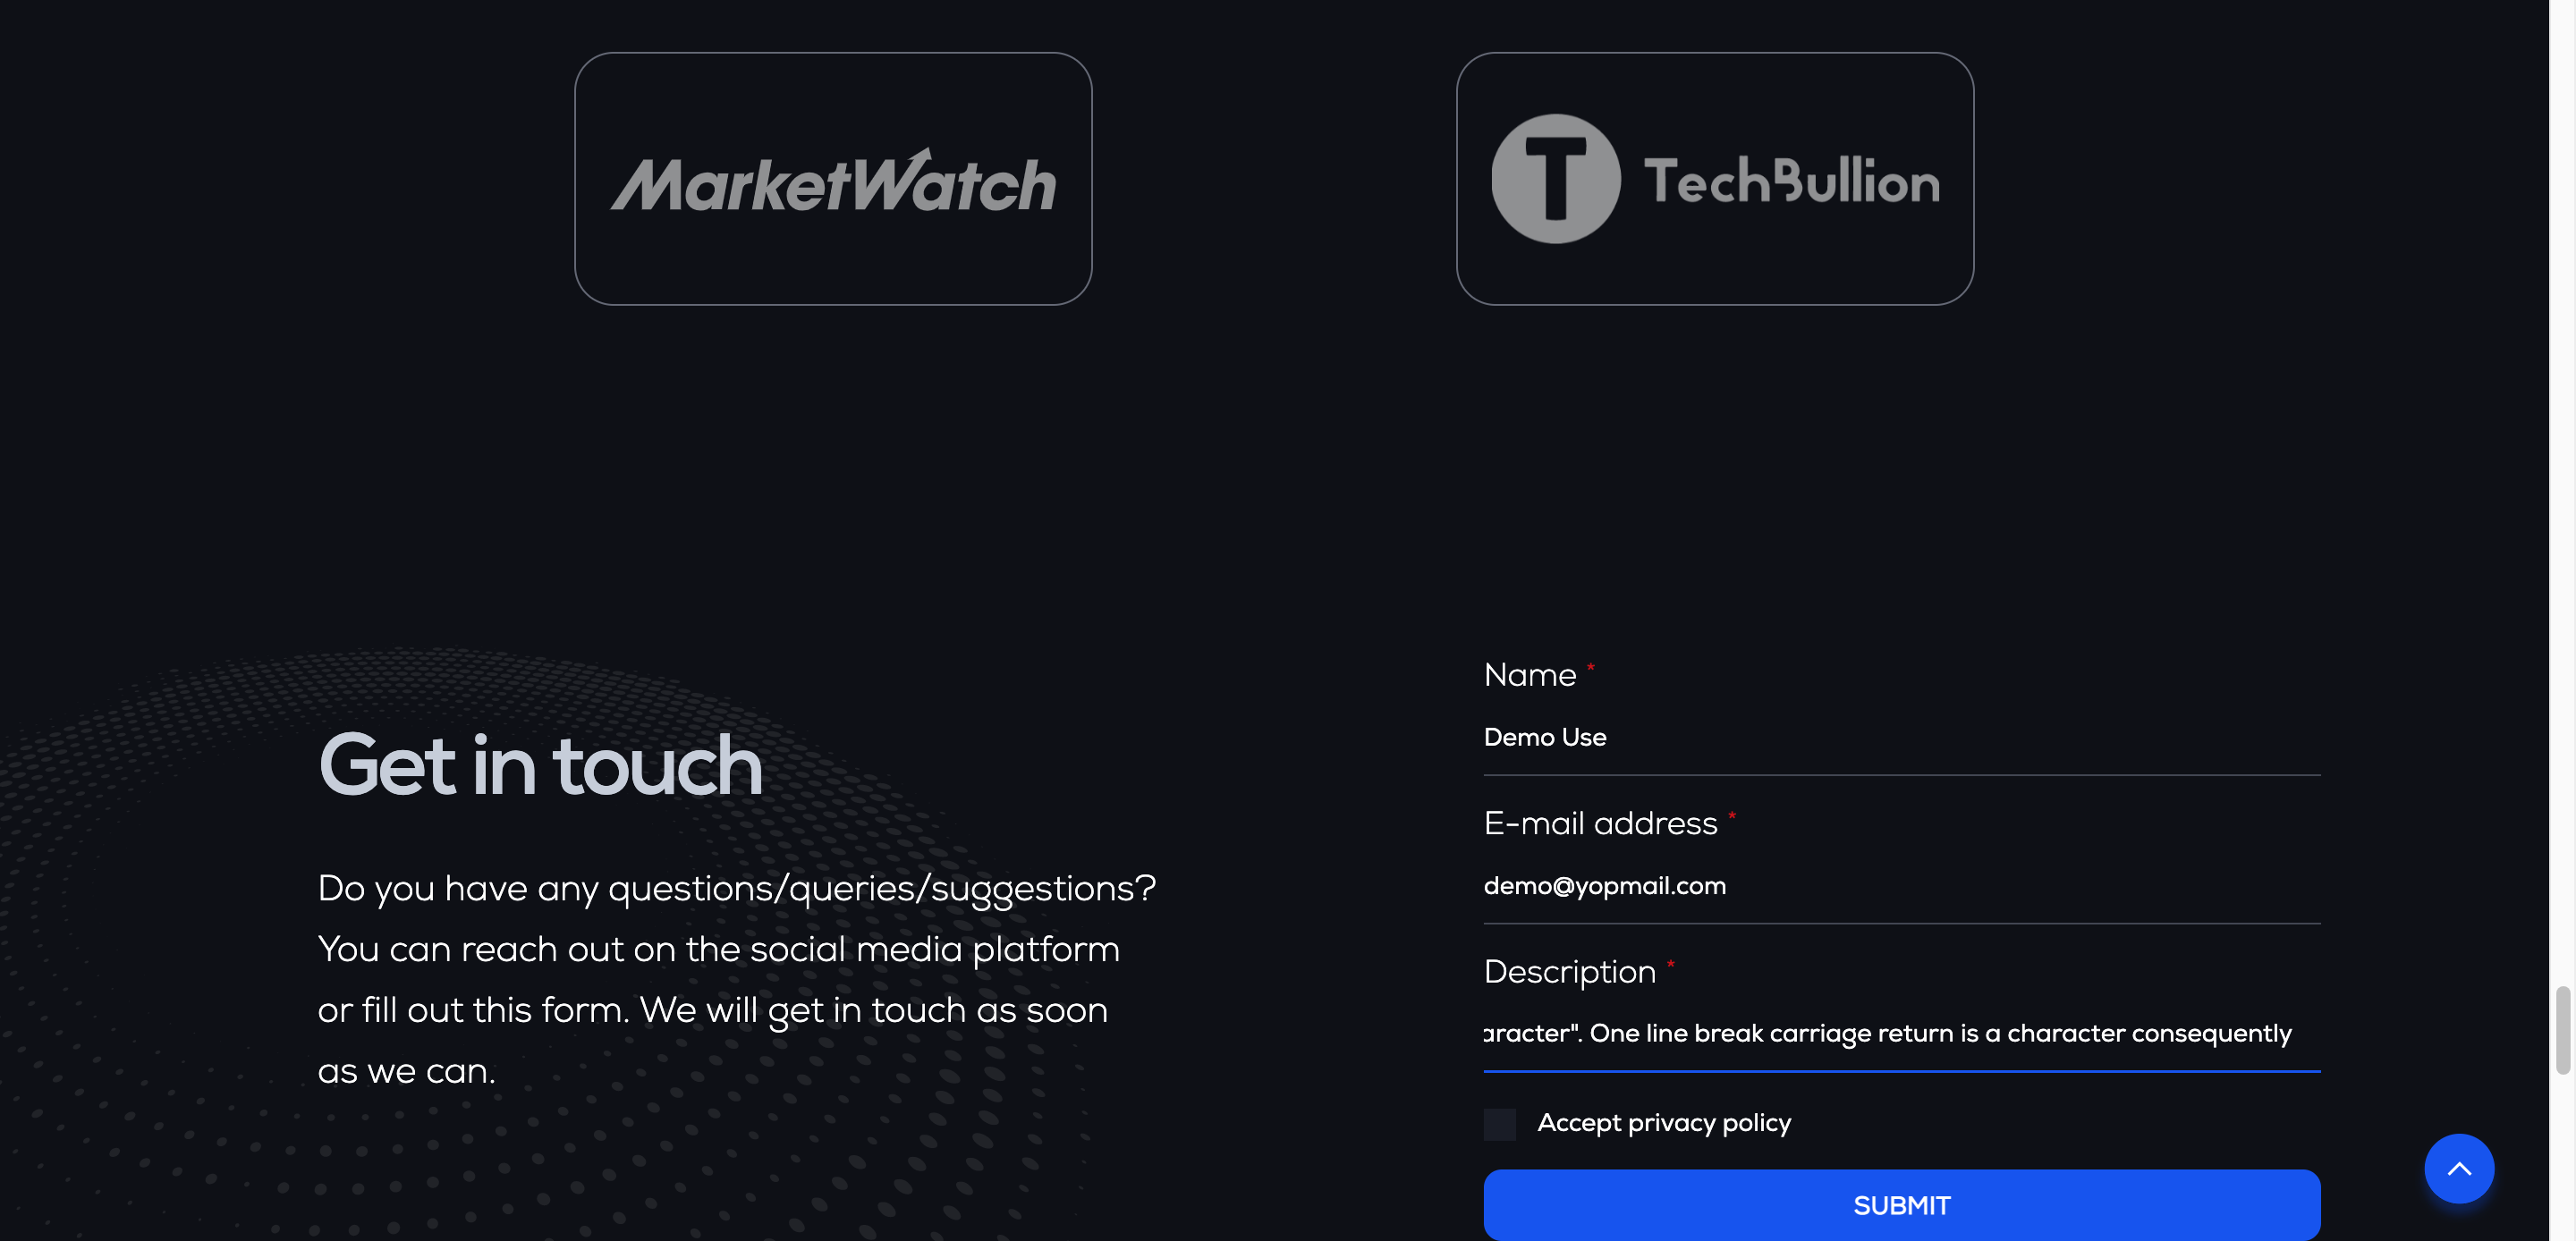 MarketWatch
T TechBullion
Get in touch
Do you have any questions/queries/suggestions?
You can reach out on the social media platform
or fill out this form. We will get in touch as soon
as we can.
Name *
Demo Use
E-mail address *
demo@yopmail.com
Description *
aracter". One line break carriage return is a character consequently
Accept privacy policy
SUBMIT